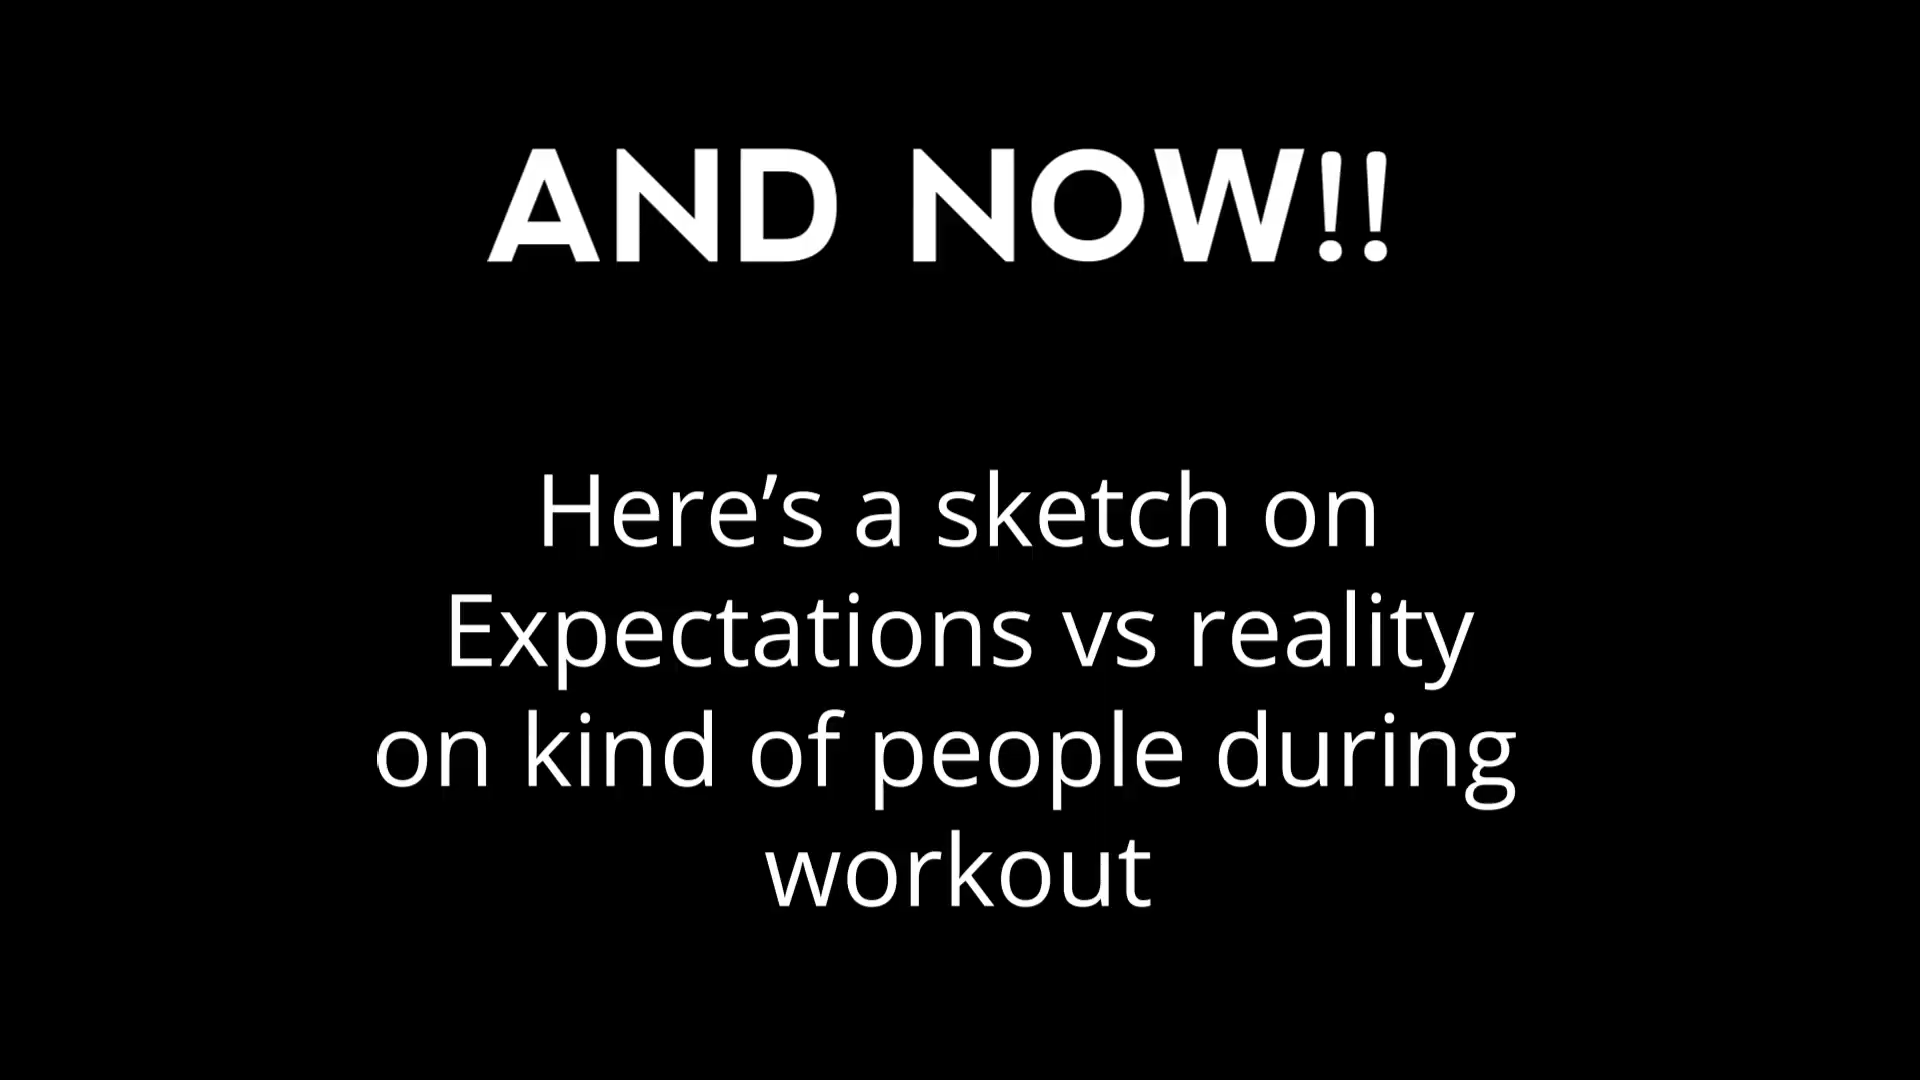 AND NOW!!
Here’s a sketch on
Expectations vs reality
on kind of people during
workout